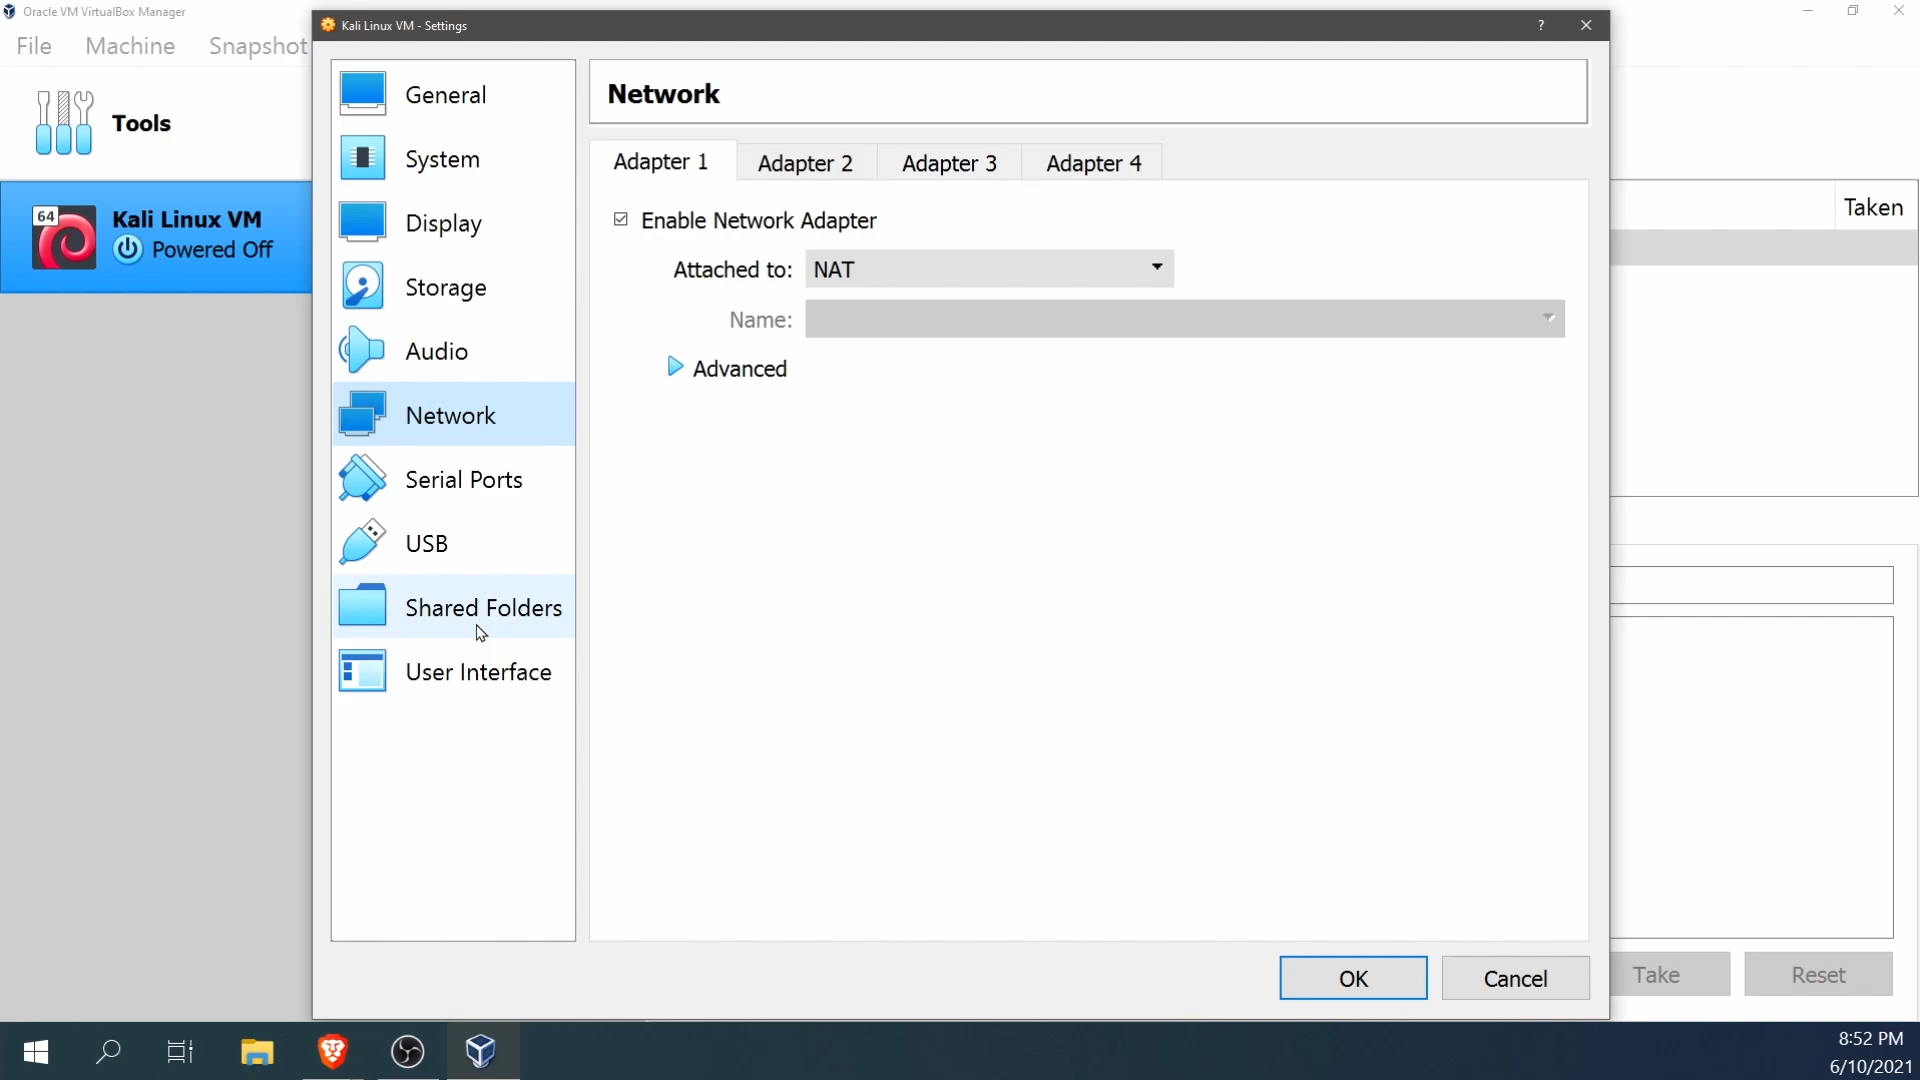 Oracle VM VirtualBox Manager
File Machine Snapshot
Tools
64
Kali Linux VM
Powered Off
Kali Linux VM - Settings
?
General
System
Display
Storage
Audio
Network
Serial Ports
USB
Shared Folders
User Interface
Network
Adapter 1 Adapter 2 Adapter 3 Adapter 4
Enable Network Adapter
Attached to: NAT
Name:
Advanced
OK Cancel
Taken
Take Reset
8:52 PM
6/10/2021